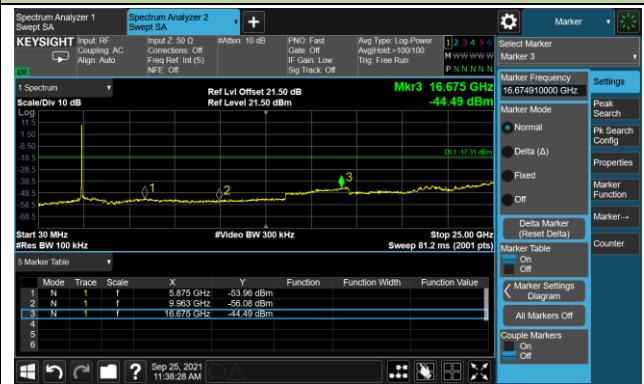 Spectrum Analyzer 1
Swept SA
Spectrum Analyzer 2
Swept SA
Marker
KEYSIGHT
Input: RF
Coupling: AC
Align: Auto
Input Z: 50 Ω
Corrections: Off
Freq Ref: Int (S)
NFE: Off
#Atten: 10 dB
PNO: Fast
Gate: Off
IF Gain: Low
Sig Track: Off
Avg Type: Log-Power
Avg|Hold:>100/100
Trig: Free Run
1 2 3 4 5 6
M W W W W W
P N N N N N
Select Marker
Marker 3
1 Spectrum
Scale/Div 10 dB
Log
Ref Lvl Offset 21.50 dB
Ref Level 21.50 dBm
Mkr3 16.675 GHz
-44.49 dBm
11.5
1.50
-8.50
-18.5
-28.5
-38.5
-48.5
-58.5
-68.5
DL1 -17.31 dBm
1
2
3
Start 30 MHz
#Res BW 100 kHz
#Video BW 300 kHz
Stop 25.00 GHz
Sweep 81.2 ms (2001 pts)
5 Marker Table
Mode Trace Scale X Y Function Function Width Function Value
1 N 1 f 5.875 GHz -53.96 dBm
2 N 1 f 9.963 GHz -56.08 dBm
3 N 1 f 16.675 GHz -44.49 dBm
4
5
6
Marker Frequency
16.674910000 GHz
Marker Mode
Normal
Delta (Δ)
Fixed
Off
Delta Marker
(Reset Delta)
Marker Table
On
Off
Marker Settings
Diagram
All Markers Off
Couple Markers
On
Off
Settings
Peak
Search
Pk Search
Config
Properties
Marker
Function
Marker→
Counter
Sep 25, 2021
11:38:28 AM